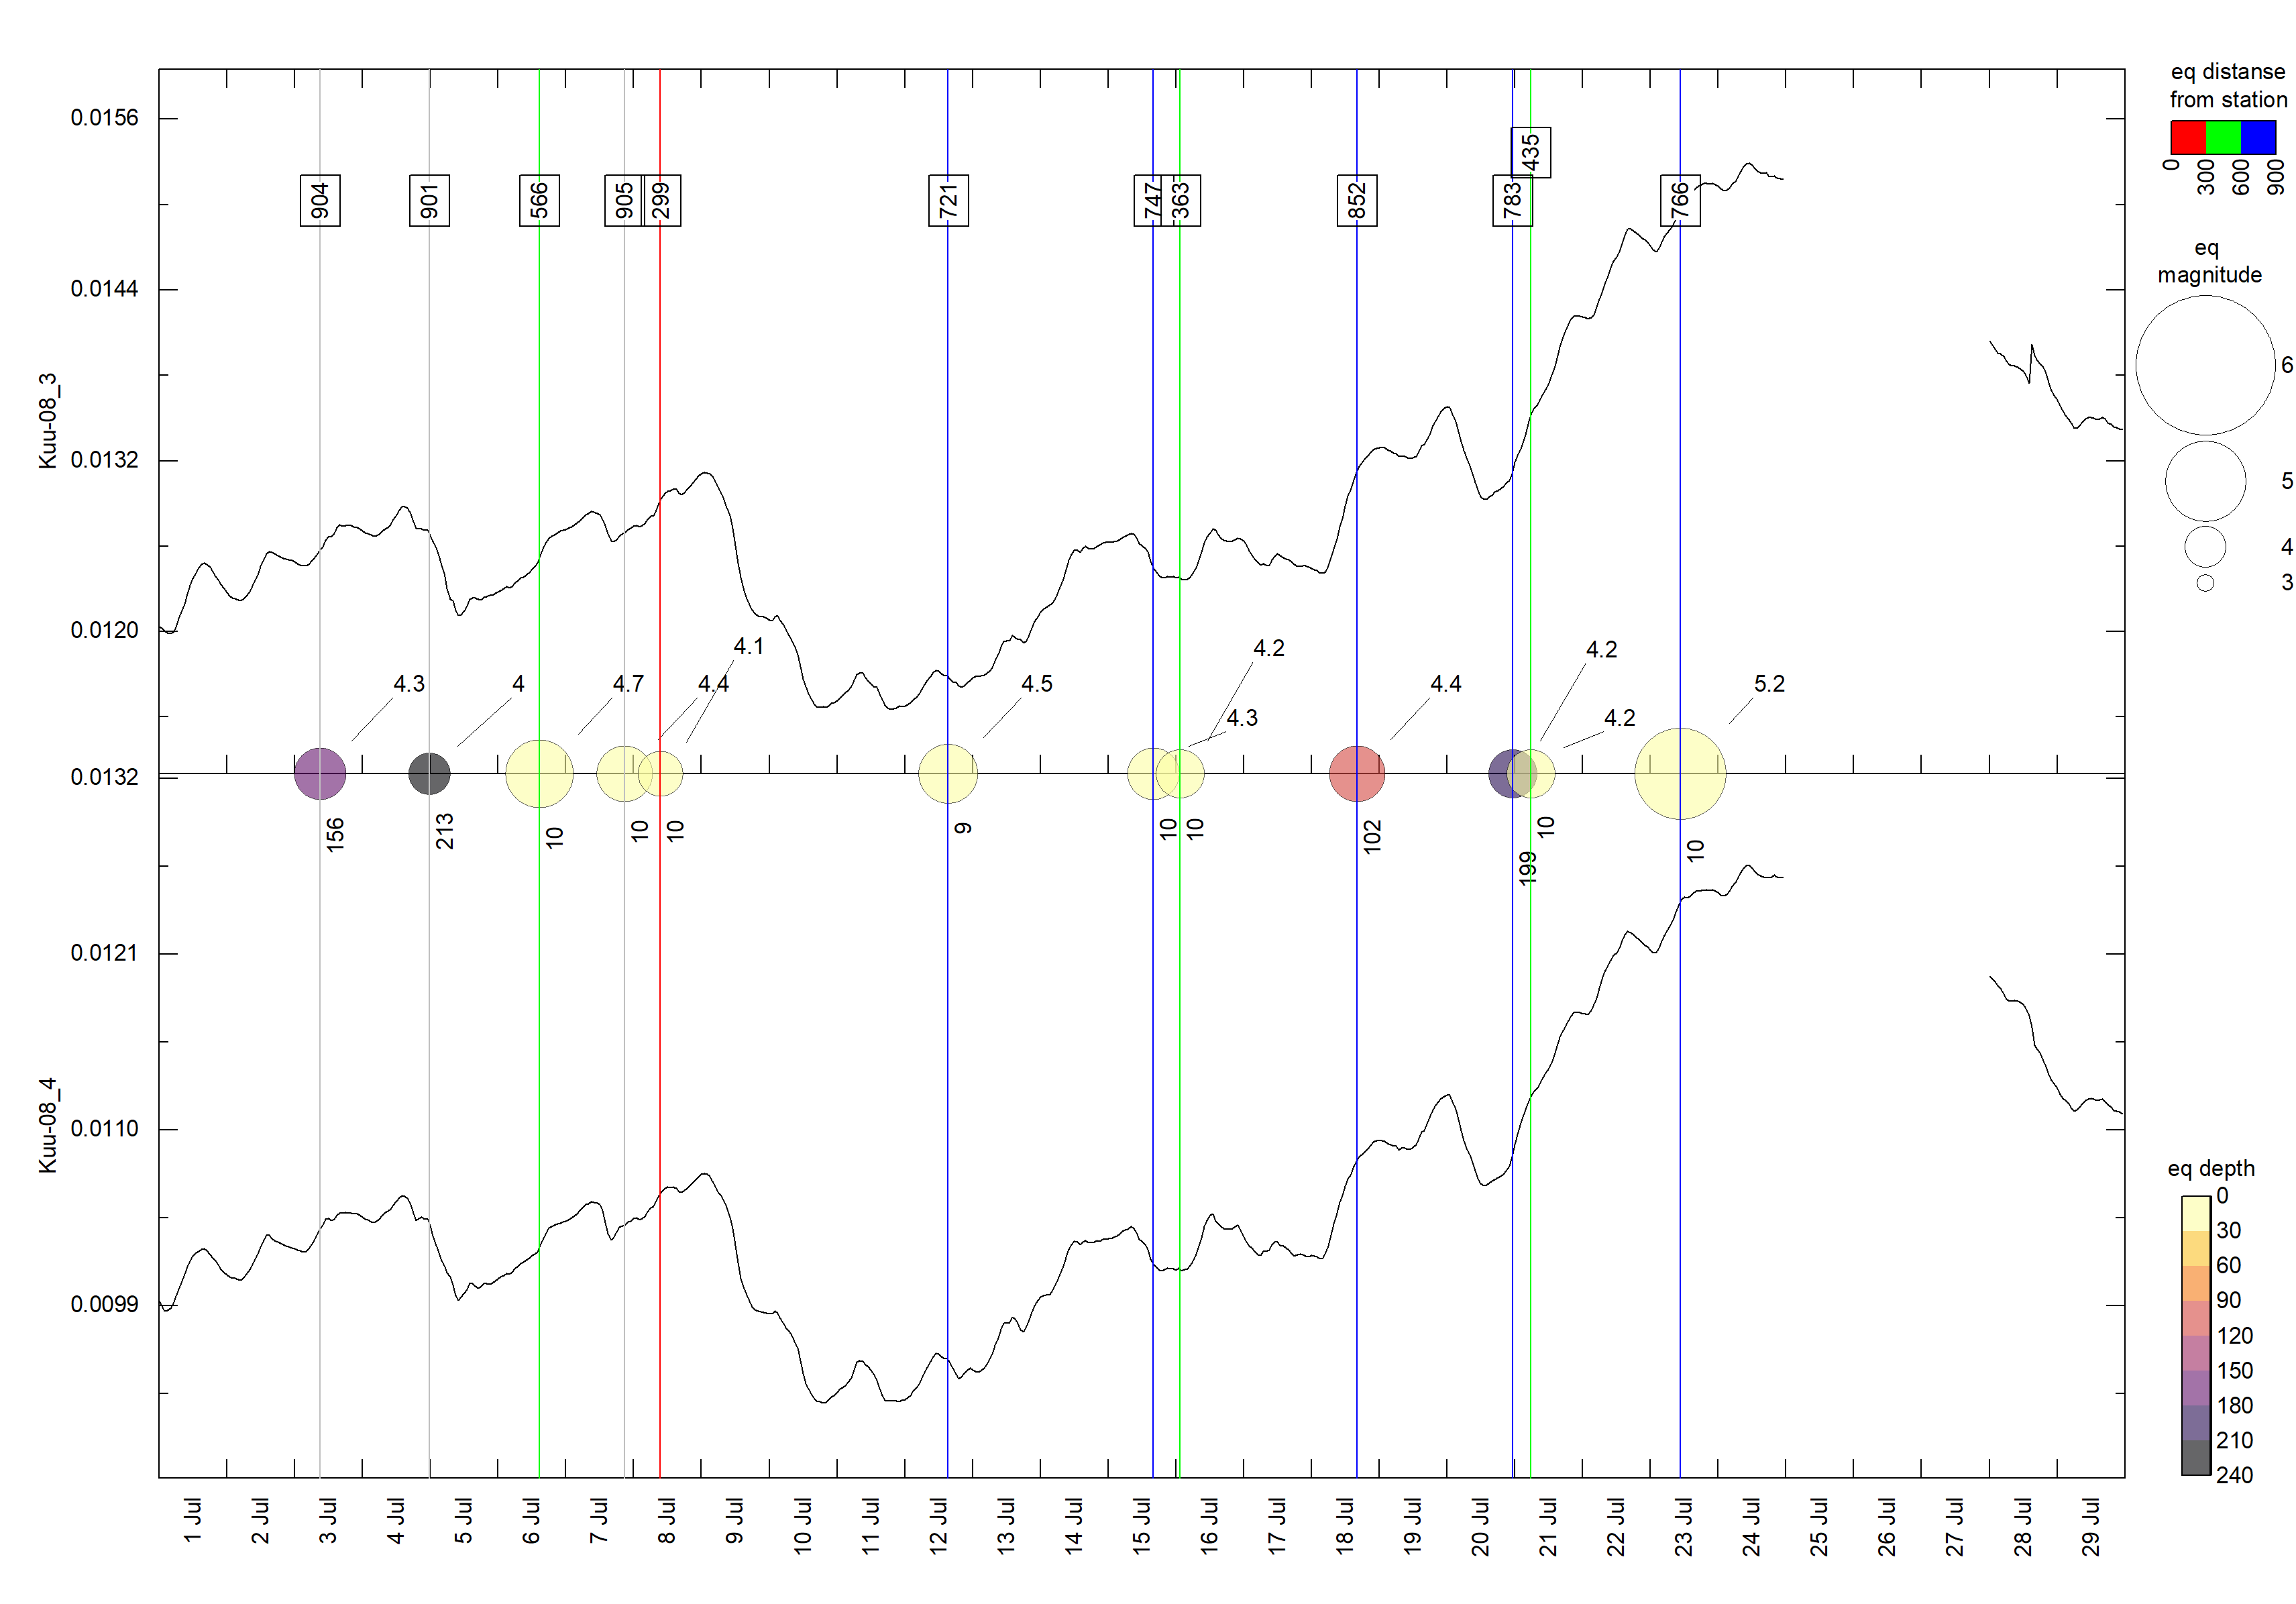 eq distanse
from station
0
300
600
900
eq
magnitude
6
5
4
3
eq depth
0
30
60
90
120
150
180
210
240
Kuu-08_3
0.0156
0.0144
0.0132
0.0120
904
901
566
905
299
721
747
363
852
783
435
766
4.3
4
4.7
4.4
4.1
4.5
4.3
4.2
4.4
4.2
4.2
5.2
156
213
10
10
10
9
10
10
102
199
10
10
Kuu-08_4
0.0132
0.0121
0.0110
0.0099
1 Jul
2 Jul
3 Jul
4 Jul
5 Jul
6 Jul
7 Jul
8 Jul
9 Jul
10 Jul
11 Jul
12 Jul
13 Jul
14 Jul
15 Jul
16 Jul
17 Jul
18 Jul
19 Jul
20 Jul
21 Jul
22 Jul
23 Jul
24 Jul
25 Jul
26 Jul
27 Jul
28 Jul
29 Jul